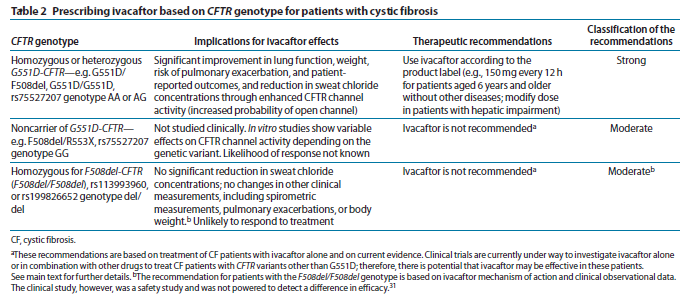 Table 2 Prescribing ivacaftor based on CFTR genotype for patients with cystic fibrosis
CFTR genotype
Implications for ivacaftor effects
Therapeutic recommendations
Classification of the
recommendations
Homozygous or heterozygous
G551D-CFTR—e.g. G551D/
F508del, G551D/G551D,
rs75527207 genotype AA or AG
Significant improvement in lung function, weight,
risk of pulmonary exacerbation, and patient-
reported outcomes, and reduction in sweat chloride
concentrations through enhanced CFTR channel
activity (increased probability of open channel)
Use ivacaftor according to the
product label (e.g., 150 mg every 12 h
for patients aged 6 years and older
without other diseases; modify dose
in patients with hepatic impairment)
Strong
Noncarrier of G551D-CFTR—
e.g. F508del/R553X, rs75527207
genotype GG
Not studied clinically. In vitro studies show variable
effects on CFTR channel activity depending on the
genetic variant. Likelihood of response not known
Ivacaftor is not recommendedᵃ
Moderate
Homozygous for F508del-CFTR
(F508del/F508del), rs113993960,
or rs199826652 genotype del/
del
No significant reduction in sweat chloride
concentrations; no changes in other clinical
measurements, including spirometric
measurements, pulmonary exacerbations, or body
weight.ᵇ Unlikely to respond to treatment
Ivacaftor is not recommendedᵃ
Moderateᵇ
CF, cystic fibrosis.
ᵃThese recommendations are based on treatment of CF patients with ivacaftor alone and on current evidence. Clinical trials are currently under way to investigate ivacaftor alone
or in combination with other drugs to treat CF patients with CFTR variants other than G551D; therefore, there is potential that ivacaftor may be effective in these patients.
See main text for further details. ᵇThe recommendation for patients with the F508del/F508del genotype is based on ivacaftor mechanism of action and clinical observational data.
The clinical study, however, was a safety study and was not powered to detect a difference in efficacy.³¹